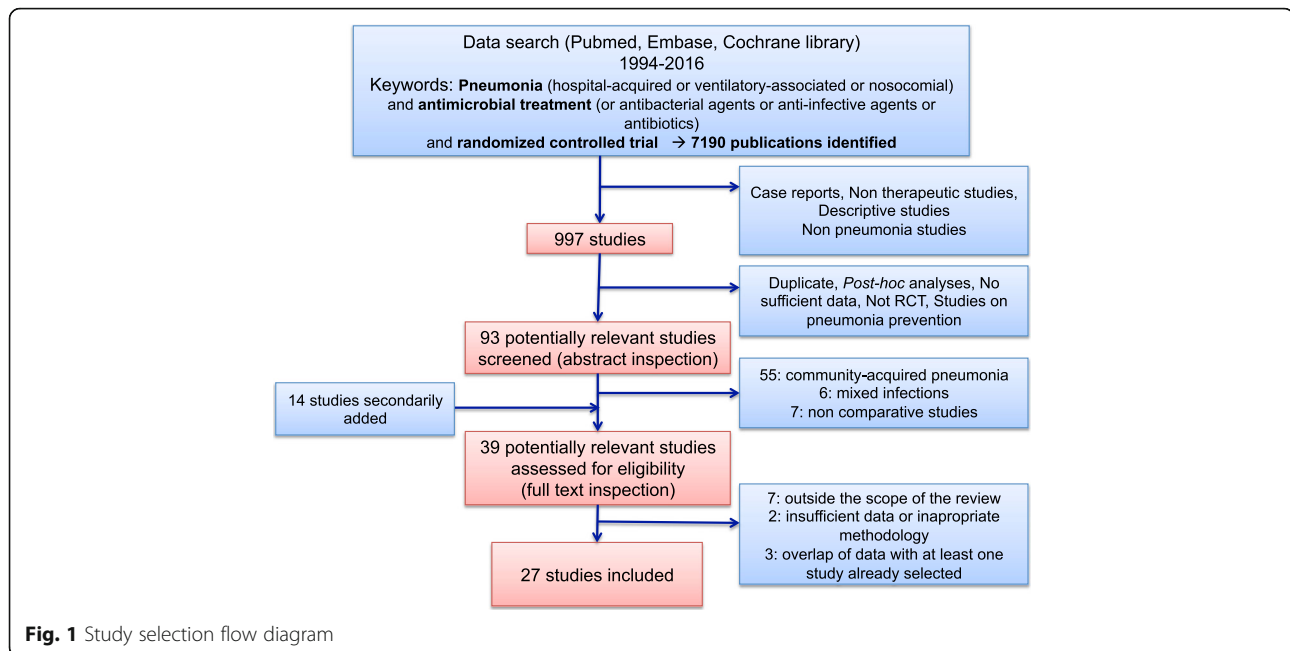 Data search (Pubmed, Embase, Cochrane library)
1994-2016
Keywords: Pneumonia (hospital-acquired or ventilatory-associated or nosocomial)
and antimicrobial treatment (or antibacterial agents or anti-infective agents or
antibiotics)
and randomized controlled trial → 7190 publications identified
Case reports, Non therapeutic studies,
Descriptive studies
Non pneumonia studies
997 studies
Duplicate, Post-hoc analyses, No
sufficient data, Not RCT, Studies on
pneumonia prevention
93 potentially relevant studies
screened (abstract inspection)
55: community-acquired pneumonia
6: mixed infections
7: non comparative studies
14 studies secondarily
added
39 potentially relevant studies
assessed for eligibility
(full text inspection)
7: outside the scope of the review
2: insufficient data or inapropriate
methodology
3: overlap of data with at least one
study already selected
27 studies included
Fig. 1 Study selection flow diagram